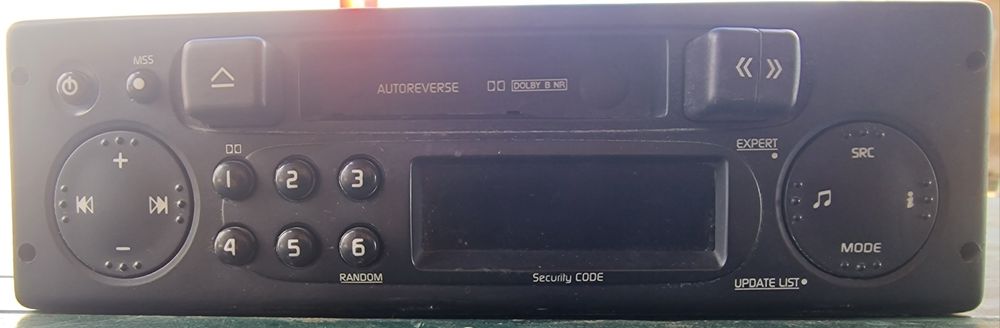 MSS
AUTOREVERSE DOLBY B NR
EXPERT
SRC
1 2 3
4 5 6
MODE
RANDOM
Security CODE
UPDATE LIST